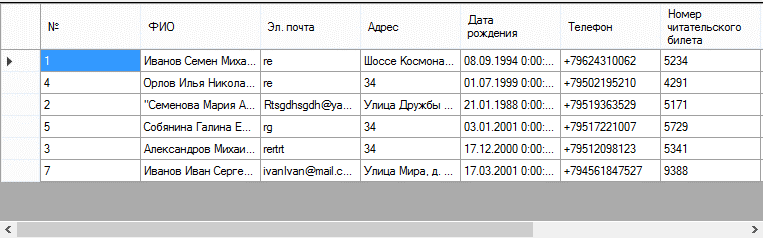 № ФИО Эл. почта Адрес Дата рождения Телефон Номер читательского билета
1 Иванов Семен Миха... re Шоссе Космона... 08.09.1994 0:00:... +79624310062 5234
4 Орлов Илья Никола... re 34 01.07.1999 0:00:... +79502195210 4291
2 "Семенова Мария А... Rtsgdhsgdh@ya... Улица Дружбы ... 21.01.1988 0:00:... +79519363529 5171
5 Собянина Галина Е... rg 34 03.01.2001 0:00:... +79517221007 5729
3 Александров Михаи... rertrt 34 17.12.2000 0:00:... +79512098123 5341
7 Иванов Иван Серге... ivanIvan@mail.c... Улица Мира, д. ... 17.03.2001 0:00:... +794561847527 9388